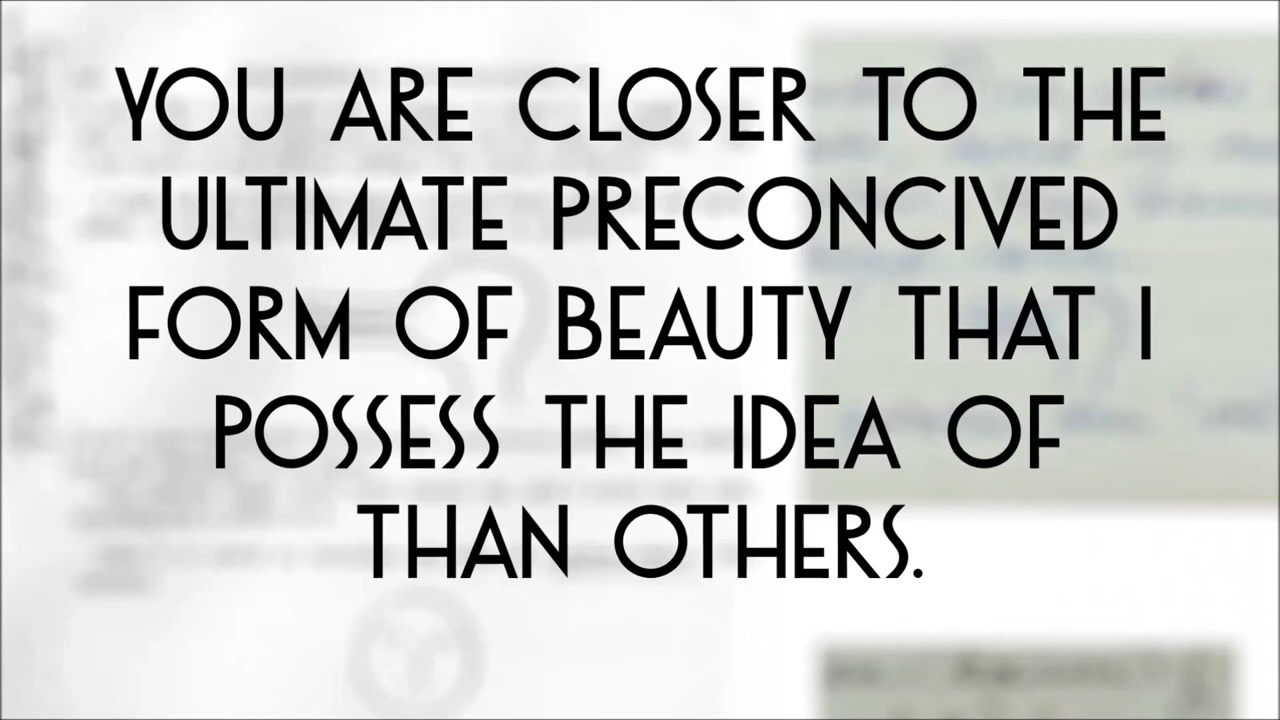 YOU ARE CLOSER TO THE
ULTIMATE PRECONCIVED
FORM OF BEAUTY THAT I
POSSESS THE IDEA OF
THAN OTHERS.